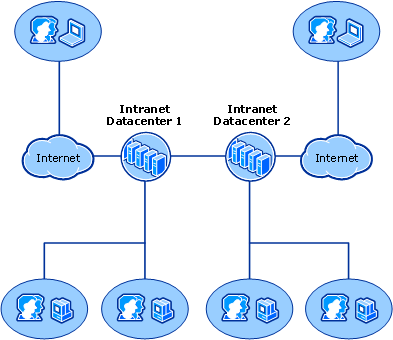 Intranet
Datacenter 1
Intranet
Datacenter 2
Internet
Internet